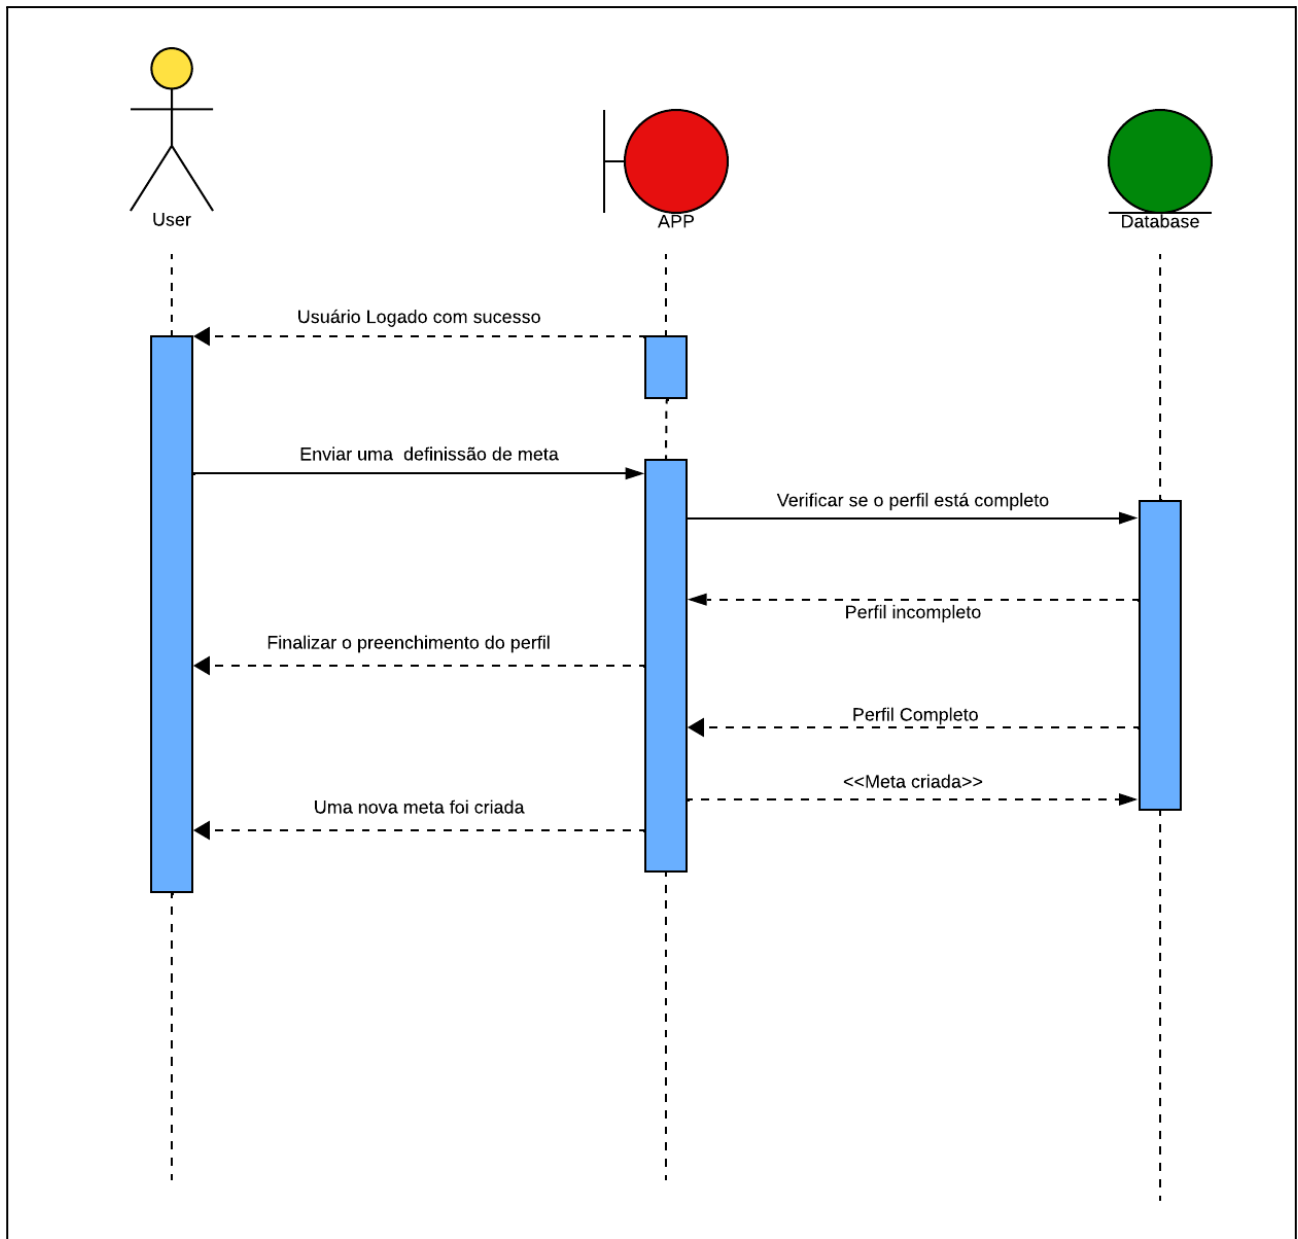 User
APP
Database
Usuário Logado com sucesso
Enviar uma  definissão de meta
Verificar se o perfil está completo
Perfil incompleto
Finalizar o preenchimento do perfil
Perfil Completo
<<Meta criada>>
Uma nova meta foi criada